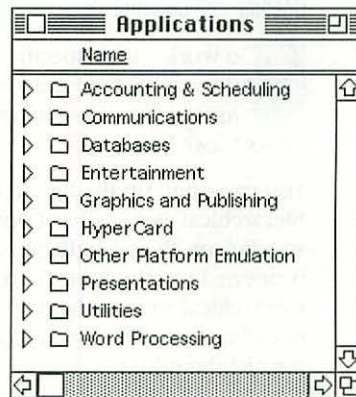 Applications
Name
Accounting & Scheduling
Communications
Databases
Entertainment
Graphics and Publishing
HyperCard
Other Platform Emulation
Presentations
Utilities
Word Processing